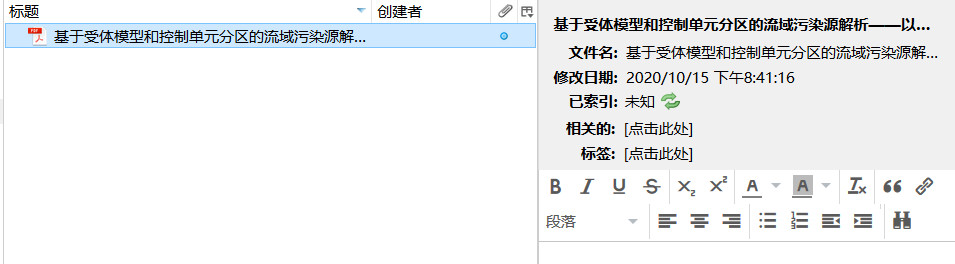 标题 创建者
基于受体模型和控制单元分区的流域污染源解...
基于受体模型和控制单元分区的流域污染源解析——以...
文件名: 基于受体模型和控制单元分区的流域污染源解...
修改日期: 2020/10/15 下午8:41:16
已索引: 未知
相关的: [点击此处]
标签: [点击此处]
B I U S X₂ X² A A Tx
段落